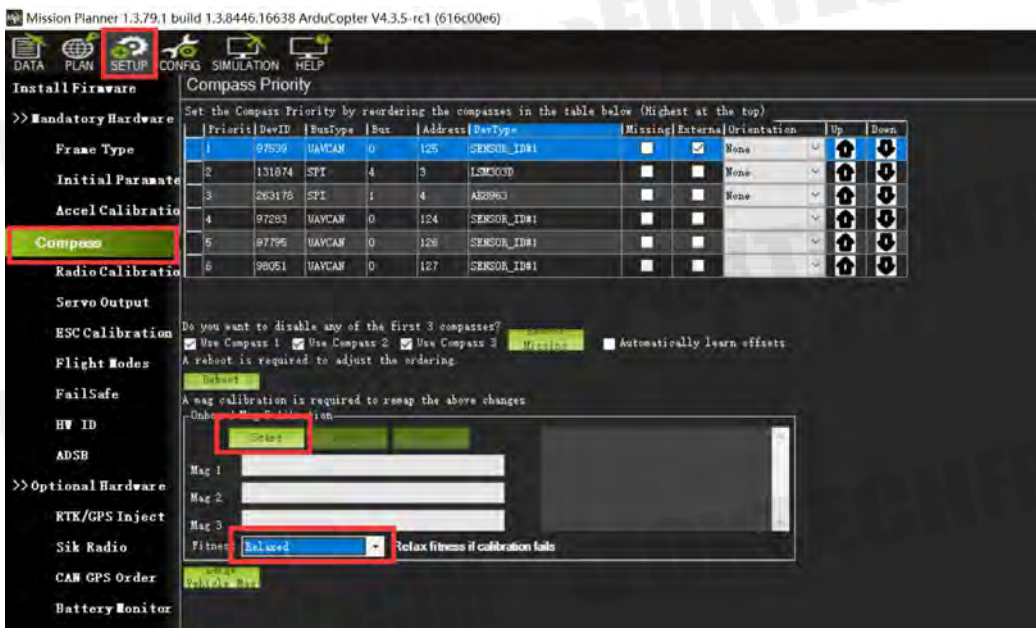 Mission Planner 1.3.79.1 build 1.3.8446.16638 ArduCopter V4.3.5-rc1 (616c00e6)
DATA PLAN SETUP CONFIG SIMULATION HELP
Install Firmware
>> Mandatory Hardware
Frame Type
Initial Paramete
Accel Calibratio
Compass
Radio Calibratio
Servo Output
ESC Calibration
Flight Modes
FailSafe
HW ID
ADSB
>> Optional Hardware
RTK/GPS Inject
Sik Radio
CAN GPS Order
Battery Monitor
Compass Priority
Set the Compass Priority by reordering the compasses in the table below (Highest at the top)
Priorit DevID BusType Bus Address DevType Missing Externa Orientation Up Down
1 97539 UAVCAN 0 125 SENSOR_ID#1 None
2 131874 SPI 4 3 LSM303D None
3 263178 SPI 1 4 AK8963 None
4 97283 UAVCAN 0 124 SENSOR_ID#1
5 97795 UAVCAN 0 126 SENSOR_ID#1
6 98051 UAVCAN 0 127 SENSOR_ID#1
Do you want to disable any of the first 3 compasses?
Use Compass 1 Use Compass 2 Use Compass 3 Missing Automatically learn offsets
A reboot is required to adjust the ordering.
Reboot
A mag calibration is required to remap the above changes
Onboard Mag Calibration
Start
Mag 1
Mag 2
Mag 3
Fitness Relaxed Relax fitness if calibration fails
Large
Vehicle Mag